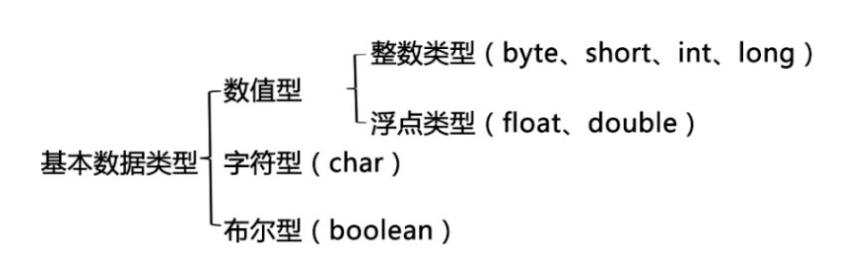 整数类型（byte、short、int、long）
数值型
浮点类型（float、double）
基本数据类型
字符型（char）
布尔型（boolean）